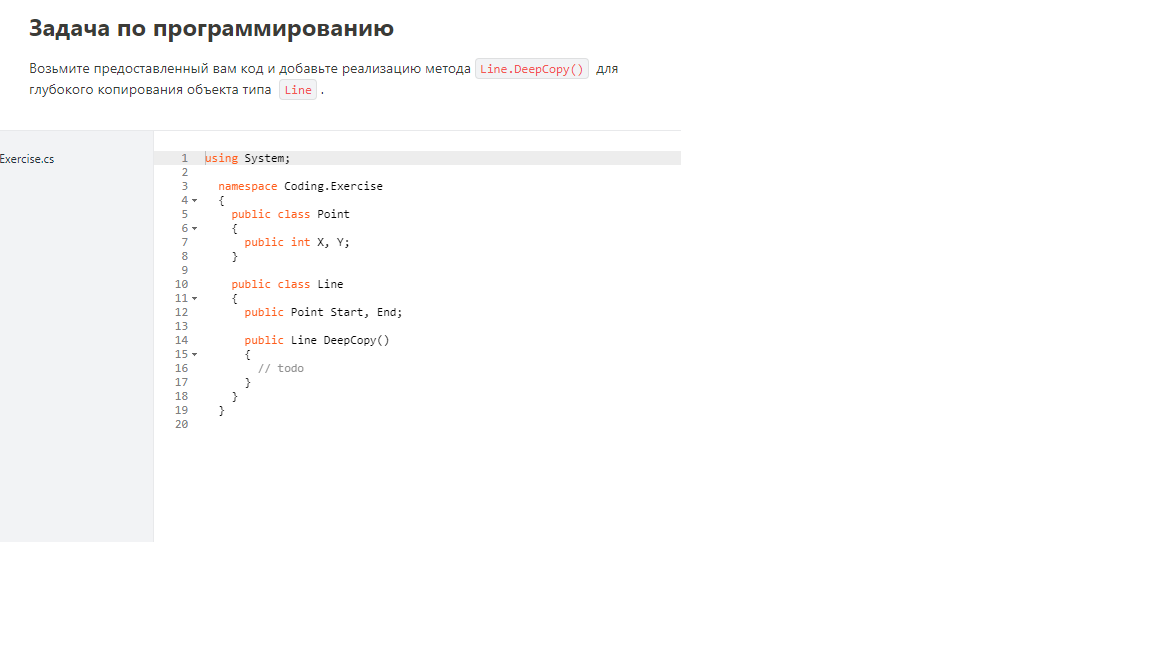 Задача по программированию
Возьмите предоставленный вам код и добавьте реализацию метода Line.DeepCopy() для
глубокого копирования объекта типа Line .
Exercise.cs
1 using System;
2
3 namespace Coding.Exercise
4 {
5 public class Point
6 {
7 public int X, Y;
8 }
9
10 public class Line
11 {
12 public Point Start, End;
13
14 public Line DeepCopy()
15 {
16 // todo
17 }
18 }
19 }
20